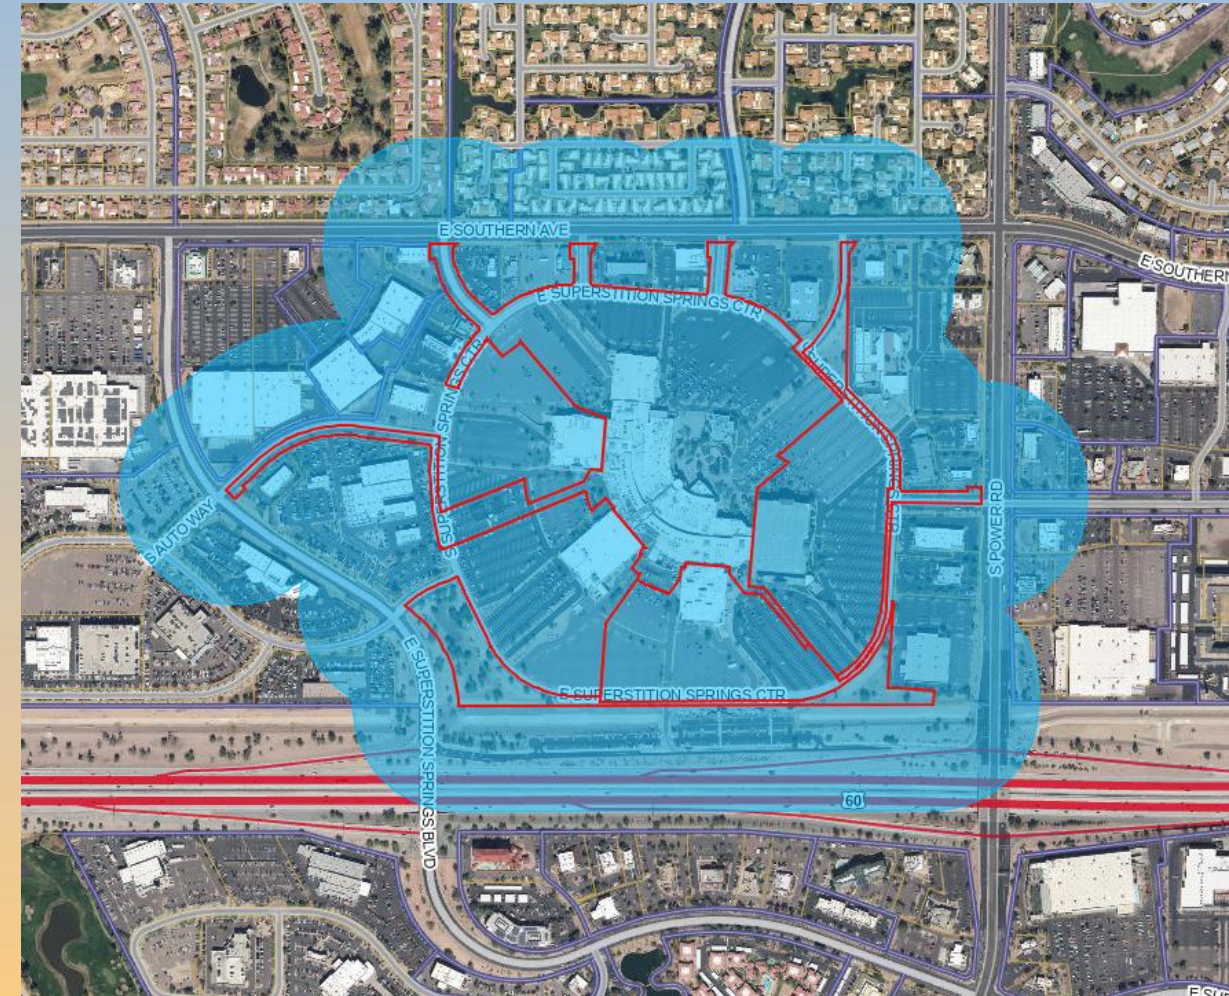 E SOUTHERN AVE
E SOUTHERN
E SUPERSTITION SPRINGS CTR
S SUPERSTITION SPRINGS CTR
S AUTO WAY
S POWER RD
E SUPERSTITION SPRINGS CTR
E SUPERSTITION SPRINGS BLVD
60